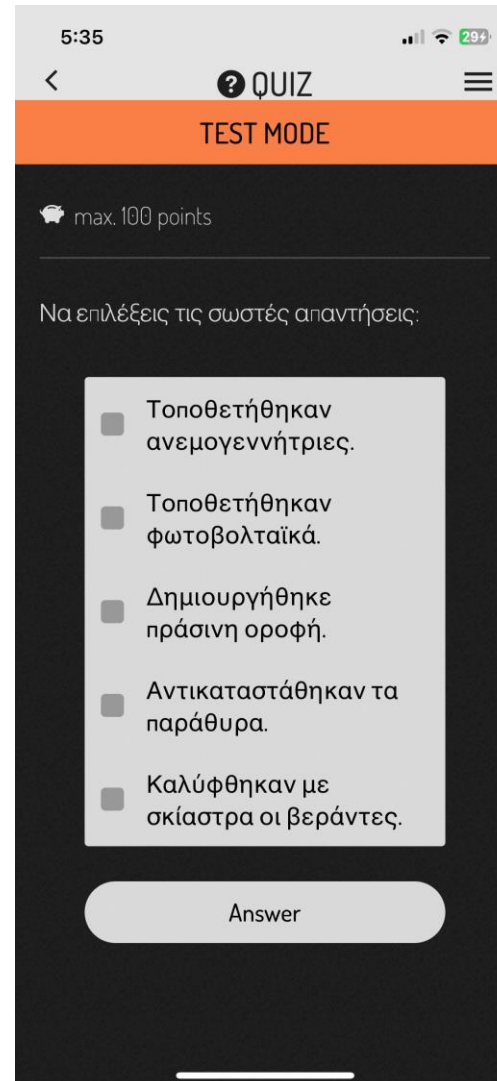 5:35
29
QUIZ
TEST MODE
max. 100 points
Να επιλέξεις τις σωστές απαντήσεις:
Τοποθετήθηκαν
ανεμογεννήτριες.
Τοποθετήθηκαν
φωτοβολταϊκά.
Δημιουργήθηκε
πράσινη οροφή.
Αντικαταστάθηκαν τα
παράθυρα.
Καλύφθηκαν με
σκίαστρα οι βεράντες.
Answer